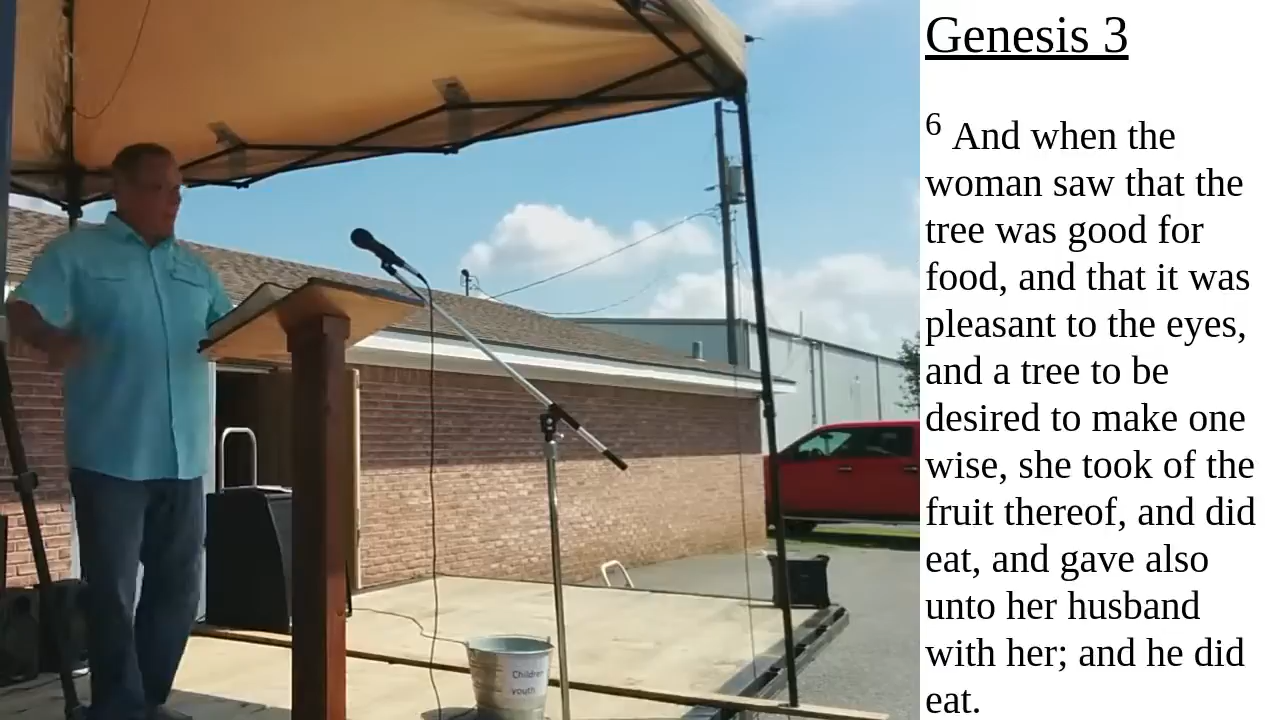 Genesis 3
6 And when the
woman saw that the
tree was good for
food, and that it was
pleasant to the eyes,
and a tree to be
desired to make one
wise, she took of the
fruit thereof, and did
eat, and gave also
unto her husband
with her; and he did
eat.
Children
youth